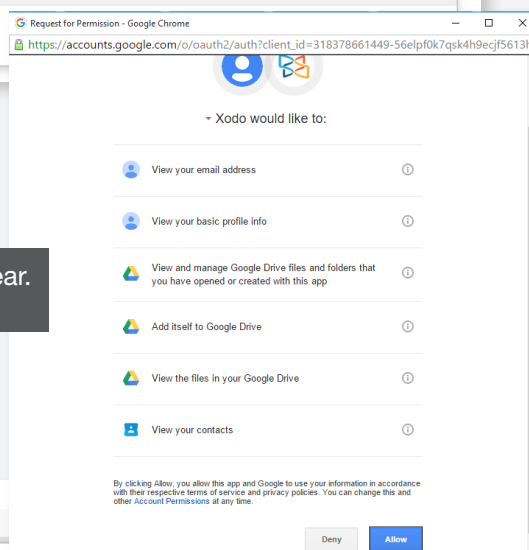 Request for Permission - Google Chrome
https://accounts.google.com/o/oauth2/auth?client_id=318378661449-56elpf0k7qsk4h9ecjf5613h
Xodo would like to:
View your email address
View your basic profile info
ear.
View and manage Google Drive files and folders that
you have opened or created with this app
Add itself to Google Drive
View the files in your Google Drive
View your contacts
By clicking Allow, you allow this app and Google to use your information in accordance
with their respective terms of service and privacy policies. You can change this and
other Account Permissions at any time.
Deny Allow